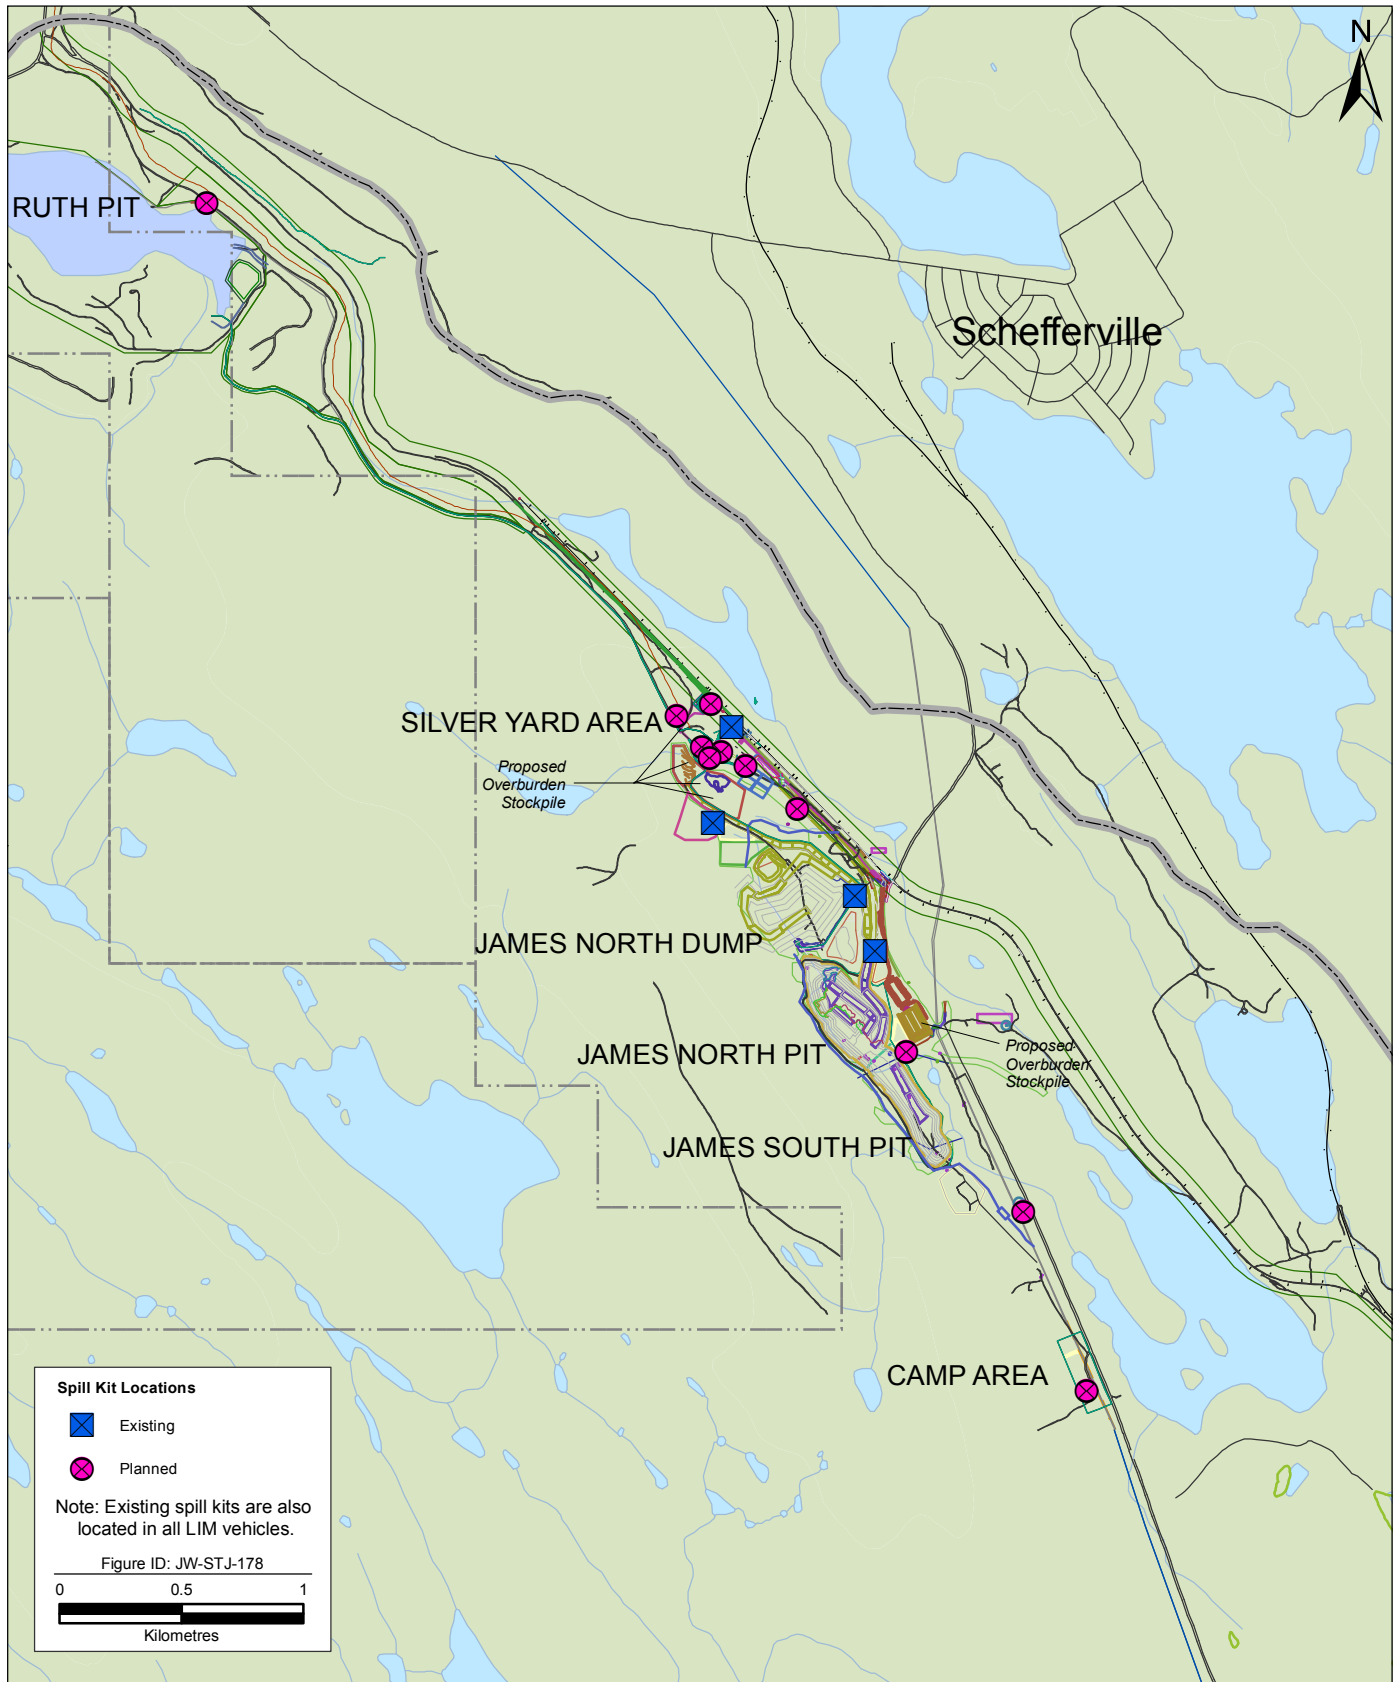 N
RUTH PIT
Schefferville
SILVER YARD AREA
Proposed
Overburden
Stockpile
JAMES NORTH DUMP
JAMES NORTH PIT
Proposed
Overburden
Stockpile
JAMES SOUTH PIT
CAMP AREA
Spill Kit Locations
Existing
Planned
Note: Existing spill kits are also
located in all LIM vehicles.
Figure ID: JW-STJ-178
0 0.5 1
Kilometres